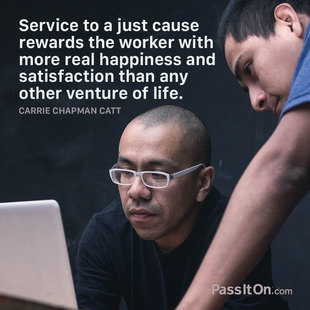 Service to a just cause
rewards the worker with
more real happiness and
satisfaction than any
other venture of life.
CARRIE CHAPMAN CATT
PassItOn.com